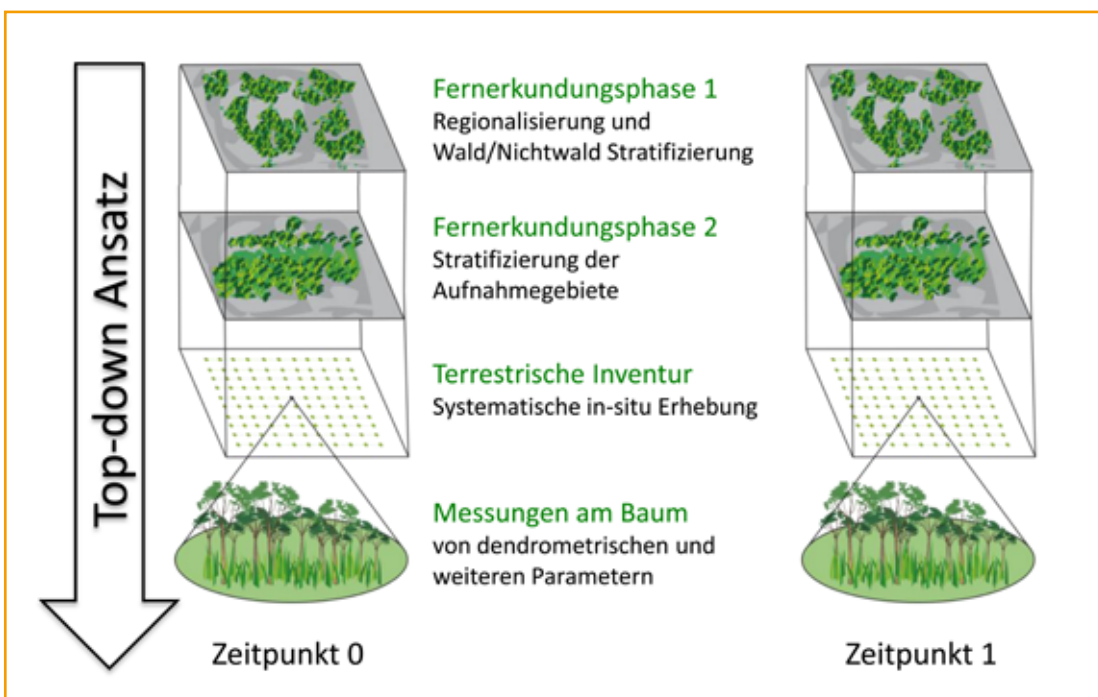 Top-down Ansatz
Fernerkundungsphase 1
Regionalisierung und
Wald/Nichtwald Stratifizierung
Fernerkundungsphase 2
Stratifizierung der
Aufnahmegebiete
Terrestrische Inventur
Systematische in-situ Erhebung
Messungen am Baum
von dendrometrischen und
weiteren Parametern
Zeitpunkt 0
Zeitpunkt 1